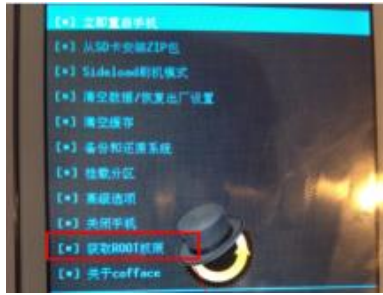 [*] 立即重启手机
[*] 从SD卡安装ZIP包
[*] Sideload刷机模式
[*] 清空数据/恢复出厂设置
[*] 清空缓存
[*] 备份和还原系统
[*] 挂载分区
[*] 高级选项
[*] 关闭手机
[*] 获取ROOT权限
[*] 关于cofface